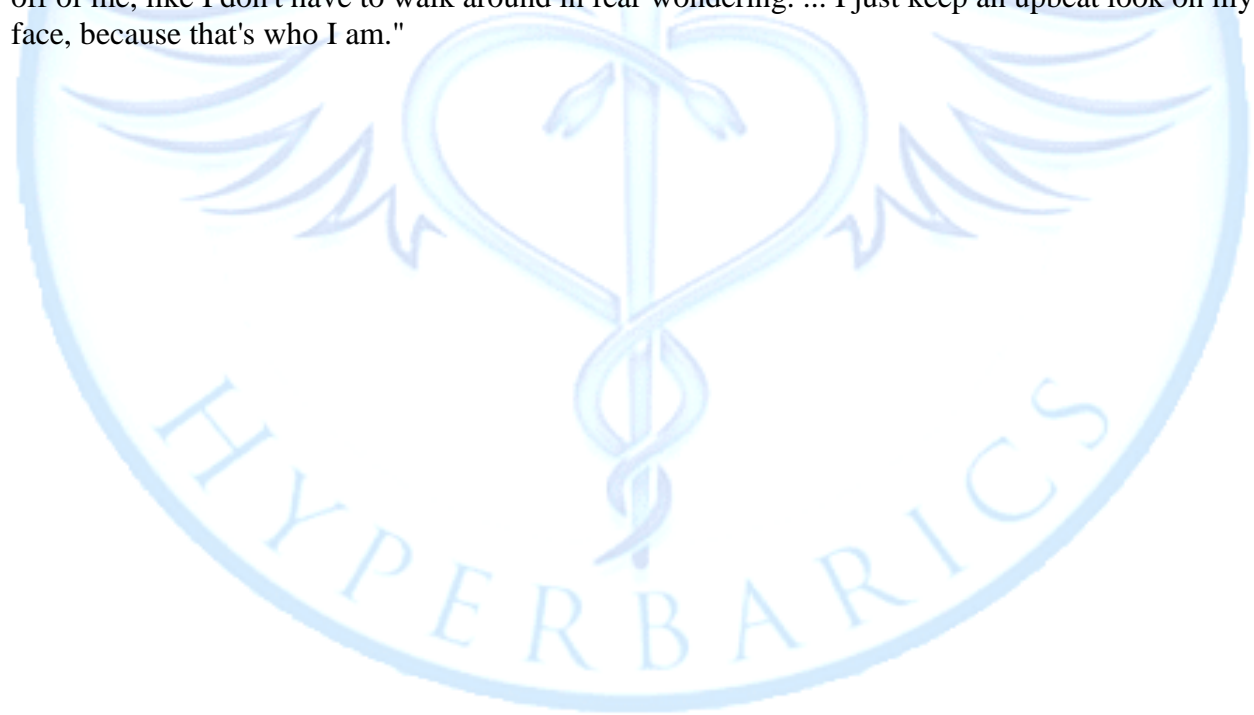 off of me, like I don't have to walk around in fear wondering. ... I just keep an upbeat look on my
face, because that's who I am."
HYPERBARICS